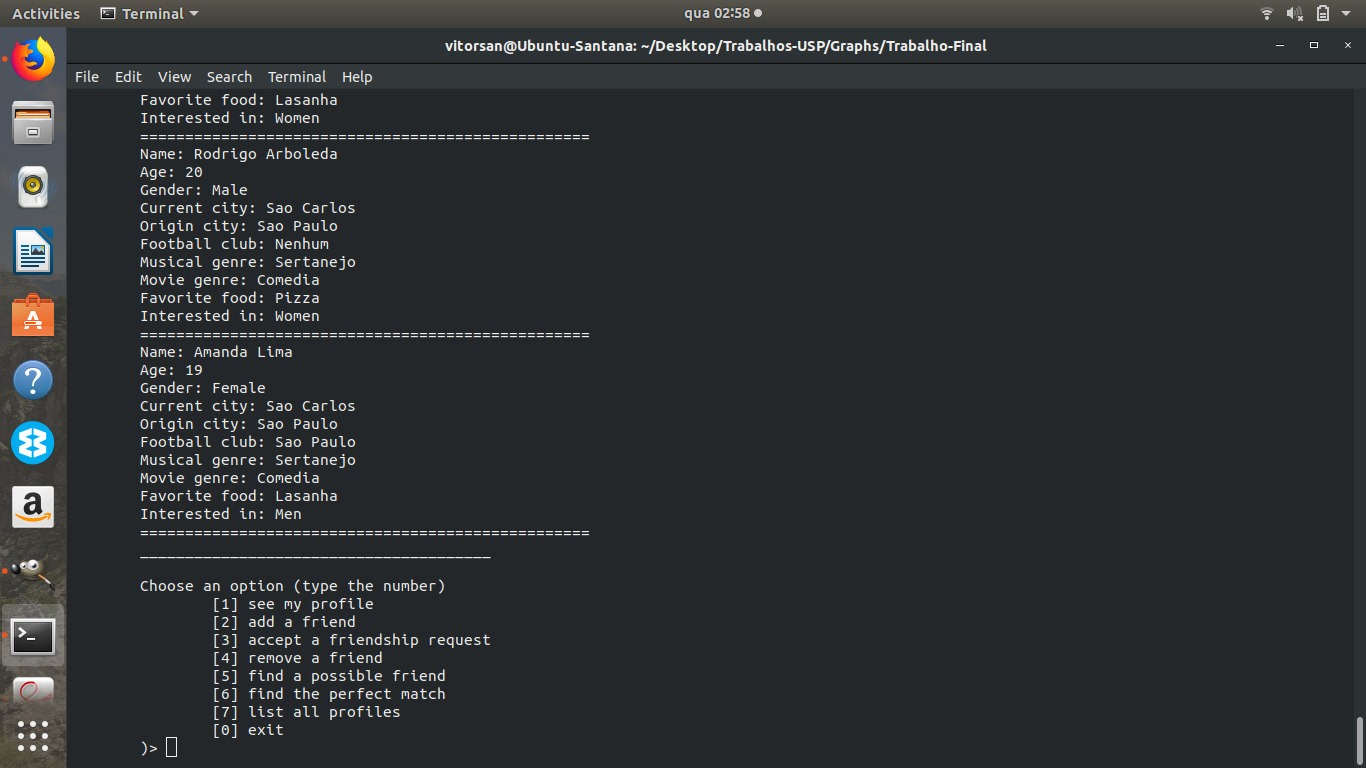 Activities Terminal qua 02:58
vitorsan@Ubuntu-Santana: ~/Desktop/Trabalhos-USP/Graphs/Trabalho-Final
File Edit View Search Terminal Help
Favorite food: Lasanha
Interested in: Women
==================================================
Name: Rodrigo Arboleda
Age: 20
Gender: Male
Current city: Sao Carlos
Origin city: Sao Paulo
Football club: Nenhum
Musical genre: Sertanejo
Movie genre: Comedia
Favorite food: Pizza
Interested in: Women
==================================================
Name: Amanda Lima
Age: 19
Gender: Female
Current city: Sao Carlos
Origin city: Sao Paulo
Football club: Sao Paulo
Musical genre: Sertanejo
Movie genre: Comedia
Favorite food: Lasanha
Interested in: Men
==================================================
_______________________________________
Choose an option (type the number)
[1] see my profile
[2] add a friend
[3] accept a friendship request
[4] remove a friend
[5] find a possible friend
[6] find the perfect match
[7] list all profiles
[0] exit
)>